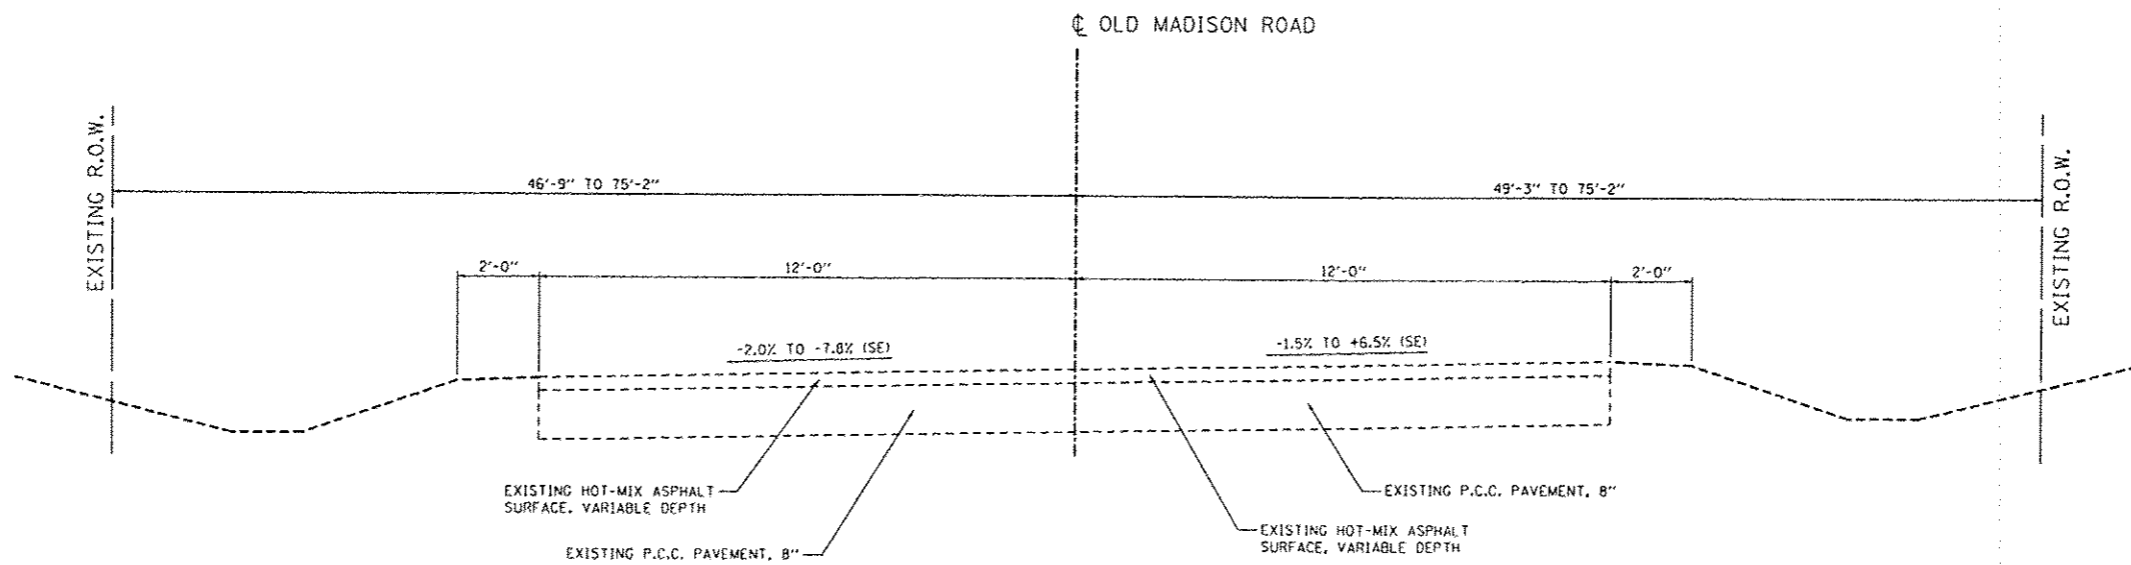 ℄ OLD MADISON ROAD
EXISTING R.O.W.
46'-9" TO 75'-2"
49'-3" TO 75'-2"
EXISTING R.O.W.
2'-0"
12'-0"
12'-0"
2'-0"
-2.0% TO -7.8% (SE)
-1.5% TO +6.5% (SE)
EXISTING HOT-MIX ASPHALT
SURFACE, VARIABLE DEPTH
EXISTING P.C.C. PAVEMENT, 8"
EXISTING P.C.C. PAVEMENT, 8"
EXISTING HOT-MIX ASPHALT
SURFACE, VARIABLE DEPTH